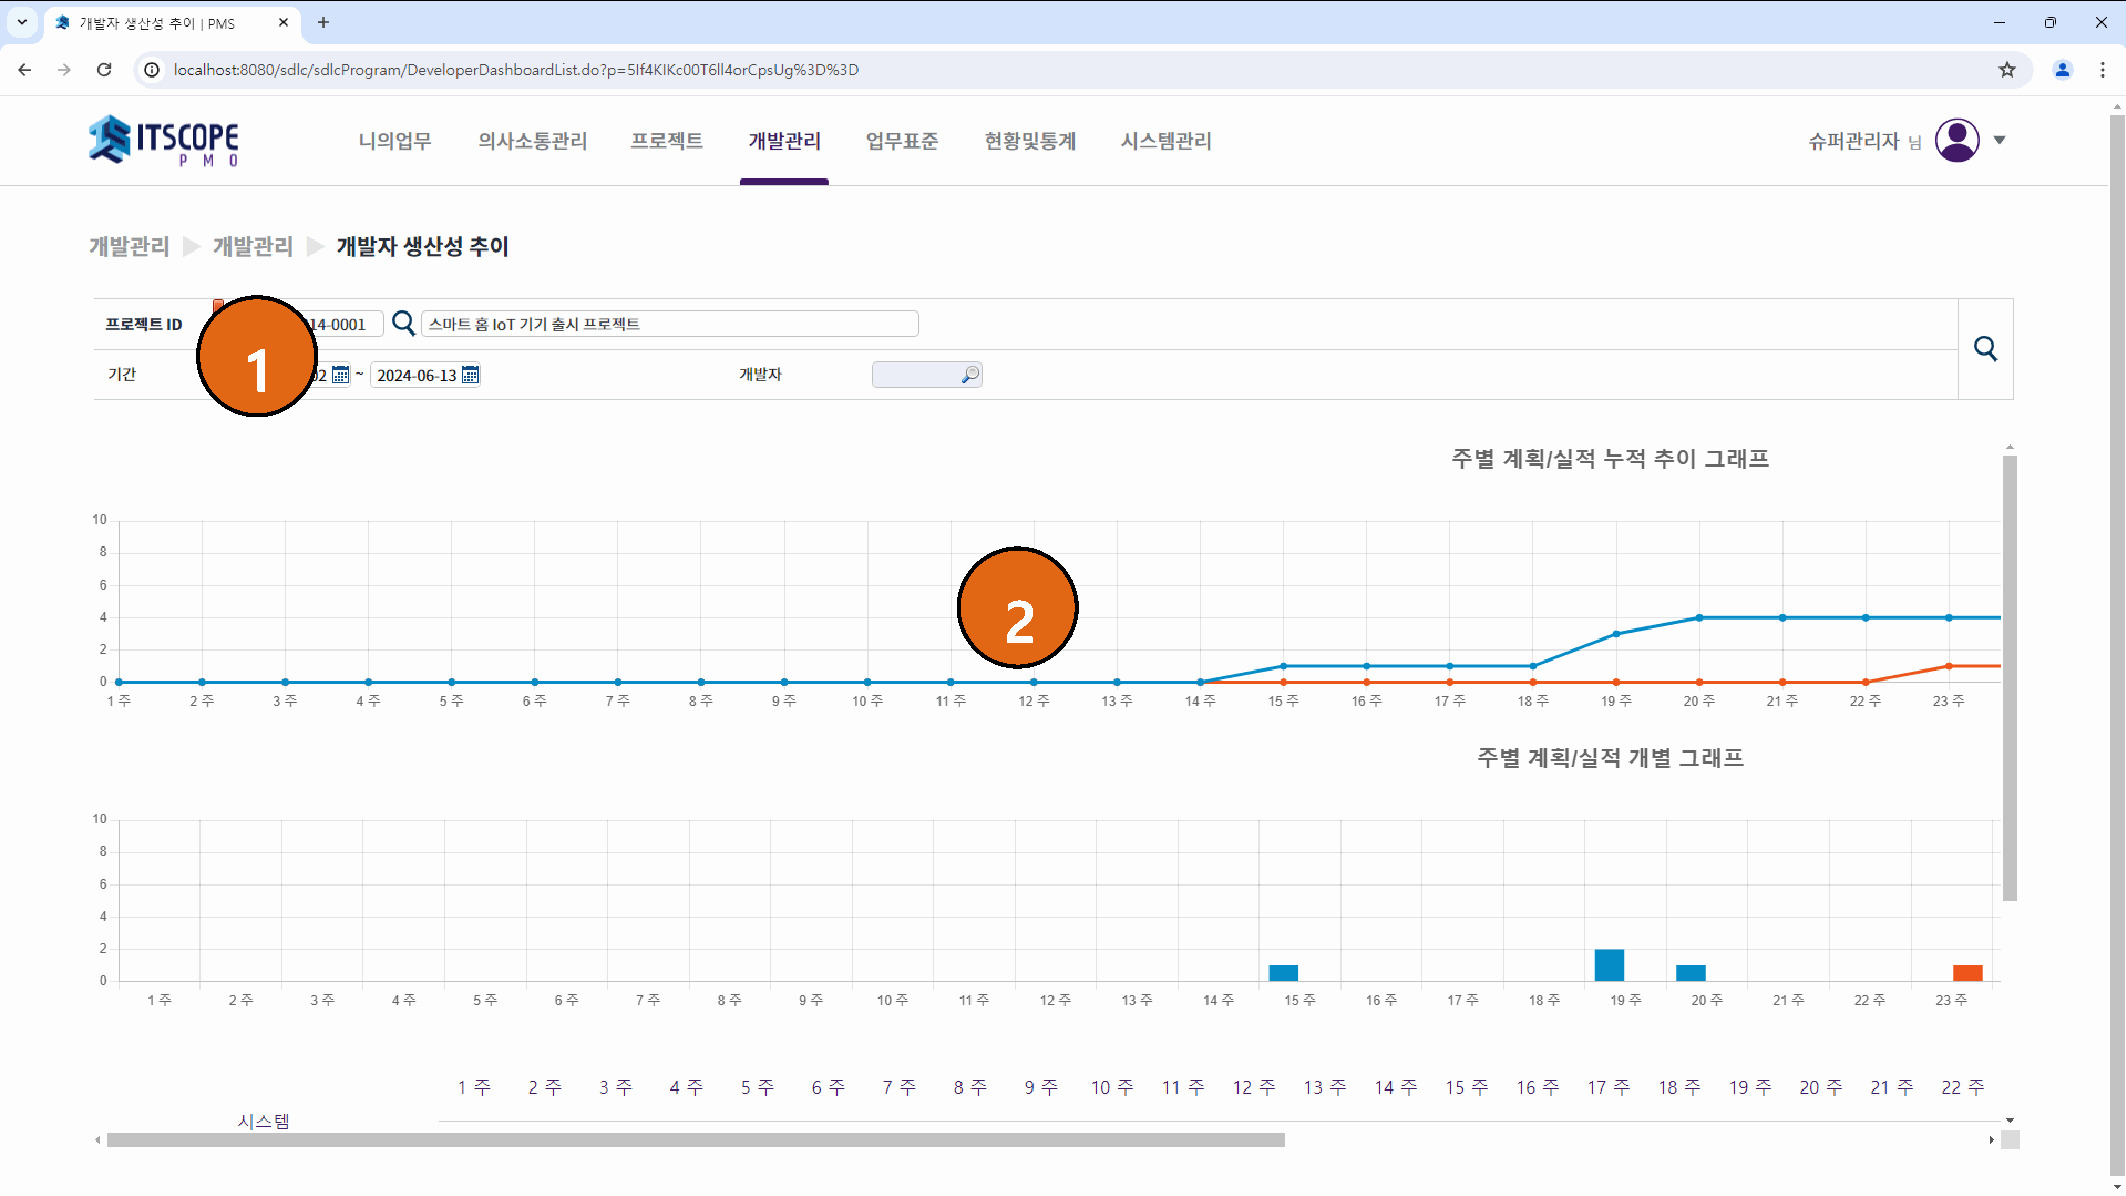 개발자 생산성 추이 | PMS
localhost:8080/sdlc/sdlcProgram/DeveloperDashboardList.do?p=5If4KIKc00T6ll4orCpsUg%3D%3D
ITSCOPE
PMO
니의업무 의사소통관리 프로젝트 개발관리 업무표준 현황및통계 시스템관리
슈퍼관리자 님
개발관리 개발관리 개발자 생산성 추이
프로젝트 ID 14-0001 스마트 홈 IoT 기기 출시 프로젝트
1
기간 02 ~ 2024-06-13 개발자
주별 계획/실적 누적 추이 그래프
10
8
6
4
2
0
2
1 주 2 주 3 주 4 주 5 주 6 주 7 주 8 주 9 주 10 주 11 주 12 주 13 주 14 주 15 주 16 주 17 주 18 주 19 주 20 주 21 주 22 주 23 주
주별 계획/실적 개별 그래프
10
8
6
4
2
0
1 주 2 주 3 주 4 주 5 주 6 주 7 주 8 주 9 주 10 주 11 주 12 주 13 주 14 주 15 주 16 주 17 주 18 주 19 주 20 주 21 주 22 주 23 주
1 주 2 주 3 주 4 주 5 주 6 주 7 주 8 주 9 주 10 주 11 주 12 주 13 주 14 주 15 주 16 주 17 주 18 주 19 주 20 주 21 주 22 주
시스템